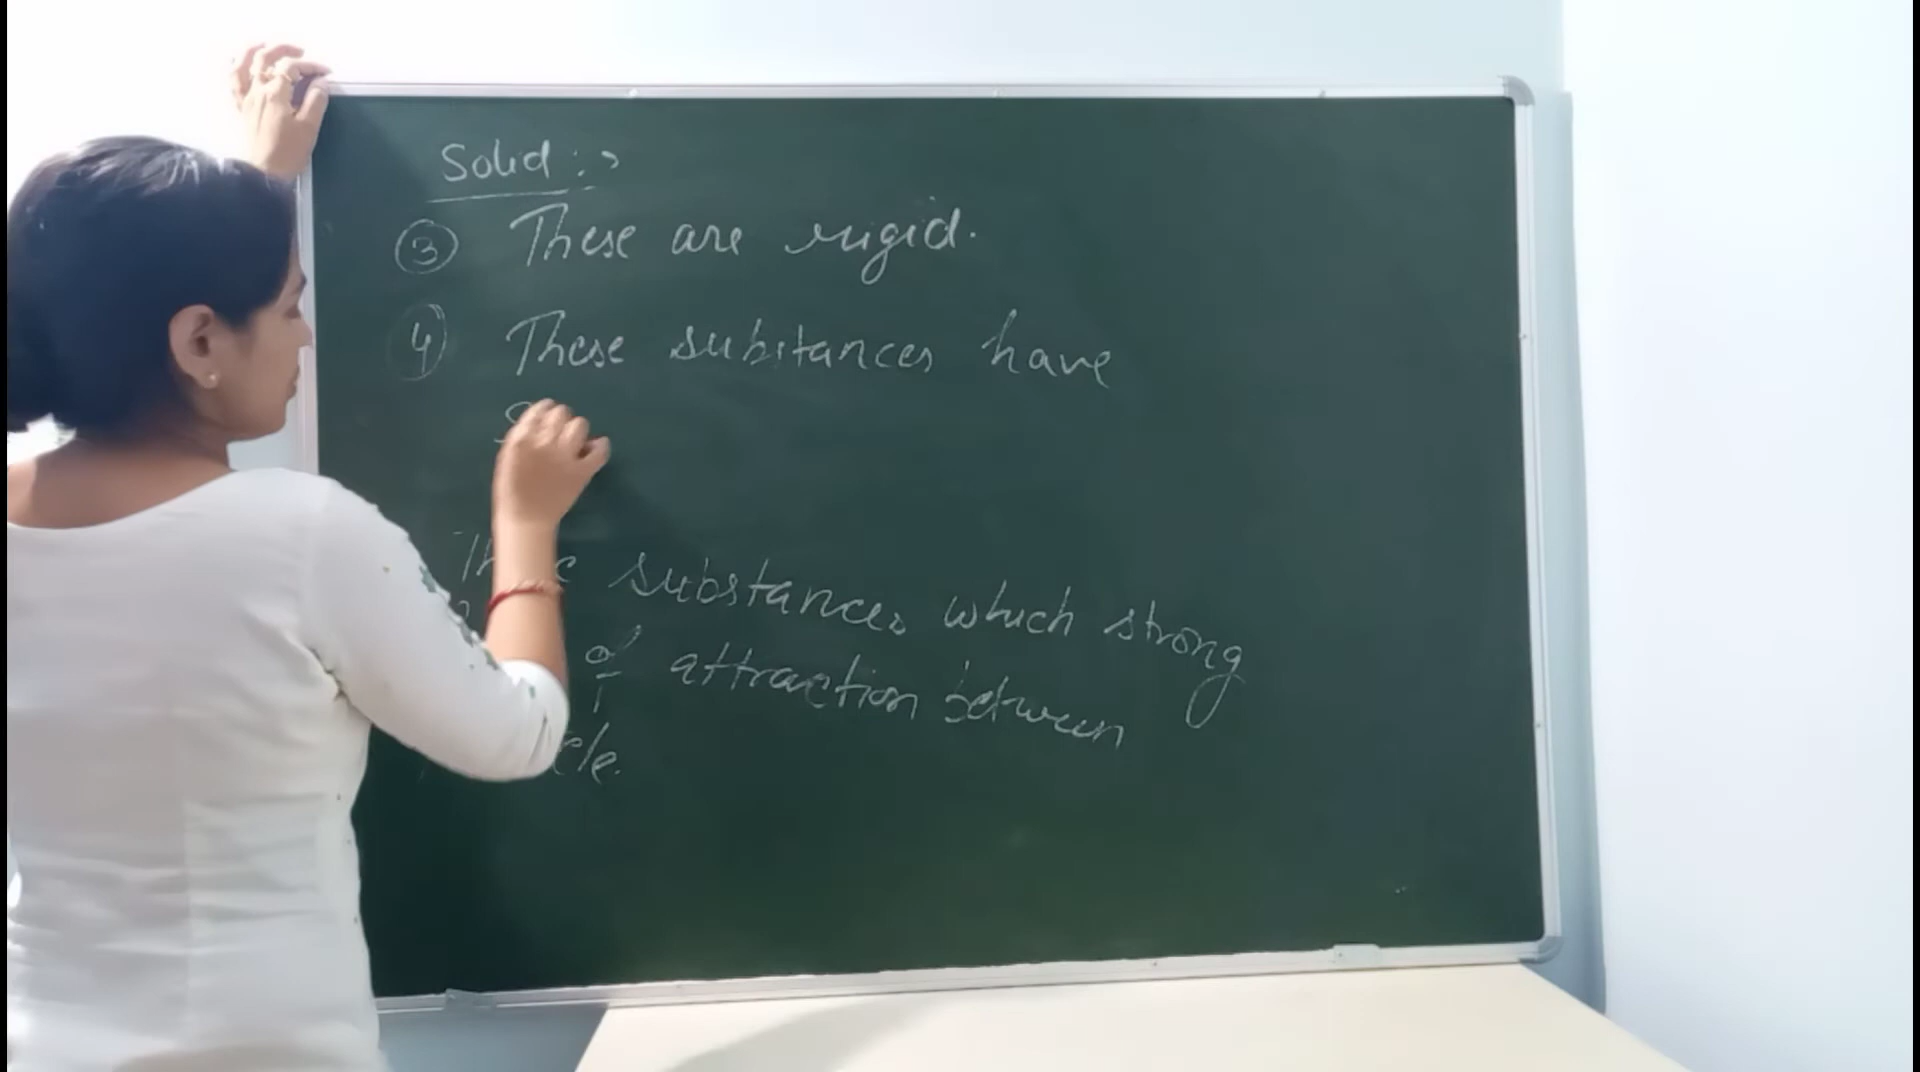 Solid :->
③ These are rigid.
④ These substances have
S
substances which strong
of attraction between